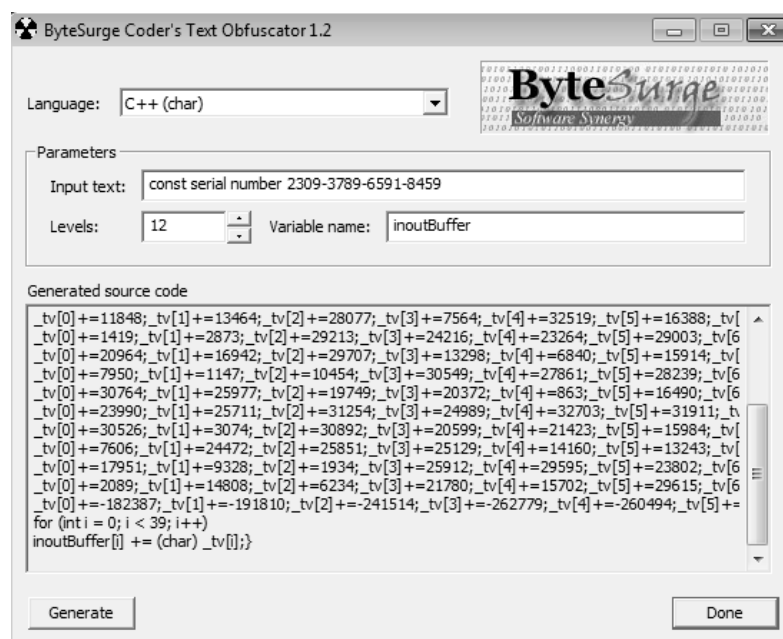 ByteSurge Coder's Text Obfuscator 1.2
ByteSurge
Software Synergy
Language: C++ (char)
Parameters
Input text: const serial number 2309-3789-6591-8459
Levels: 12 Variable name: inoutBuffer
Generated source code
_tv[0]+=11848;_tv[1]+=13464;_tv[2]+=28077;_tv[3]+=7564;_tv[4]+=32519;_tv[5]+=16388;_tv[
_tv[0]+=1419;_tv[1]+=2873;_tv[2]+=29213;_tv[3]+=24216;_tv[4]+=23264;_tv[5]+=29003;_tv[6
_tv[0]+=20964;_tv[1]+=16942;_tv[2]+=29707;_tv[3]+=13298;_tv[4]+=6840;_tv[5]+=15914;_tv[
_tv[0]+=7950;_tv[1]+=1147;_tv[2]+=10454;_tv[3]+=30549;_tv[4]+=27861;_tv[5]+=28239;_tv[6
_tv[0]+=30764;_tv[1]+=25977;_tv[2]+=19749;_tv[3]+=20372;_tv[4]+=863;_tv[5]+=16490;_tv[6
_tv[0]+=23990;_tv[1]+=25711;_tv[2]+=31254;_tv[3]+=24989;_tv[4]+=32703;_tv[5]+=31911;_tv
_tv[0]+=30526;_tv[1]+=3074;_tv[2]+=30892;_tv[3]+=20599;_tv[4]+=21423;_tv[5]+=15984;_tv[
_tv[0]+=7606;_tv[1]+=24472;_tv[2]+=25851;_tv[3]+=25129;_tv[4]+=14160;_tv[5]+=13243;_tv[
_tv[0]+=17951;_tv[1]+=9328;_tv[2]+=1934;_tv[3]+=25912;_tv[4]+=29595;_tv[5]+=23802;_tv[6
_tv[0]+=2089;_tv[1]+=14808;_tv[2]+=6234;_tv[3]+=21780;_tv[4]+=15702;_tv[5]+=29615;_tv[6
_tv[0]+=-182387;_tv[1]+=-191810;_tv[2]+=-241514;_tv[3]+=-262779;_tv[4]+=-260494;_tv[5]+=
for (int i = 0; i < 39; i++)
inoutBuffer[i] += (char) _tv[i];}
Generate Done